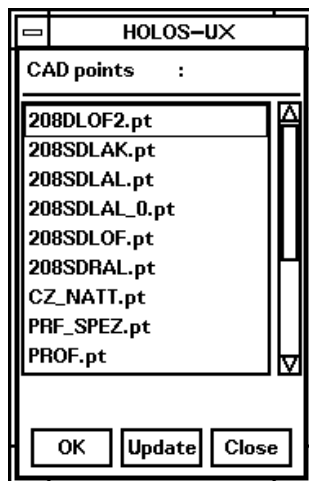 HOLOS-UX
CAD points :
208DLOF2.pt
208SDLAK.pt
208SDLAL.pt
208SDLAL_0.pt
208SDLOF.pt
208SDRAL.pt
CZ_NATT.pt
PRF_SPEZ.pt
PROF.pt
OK Update Close